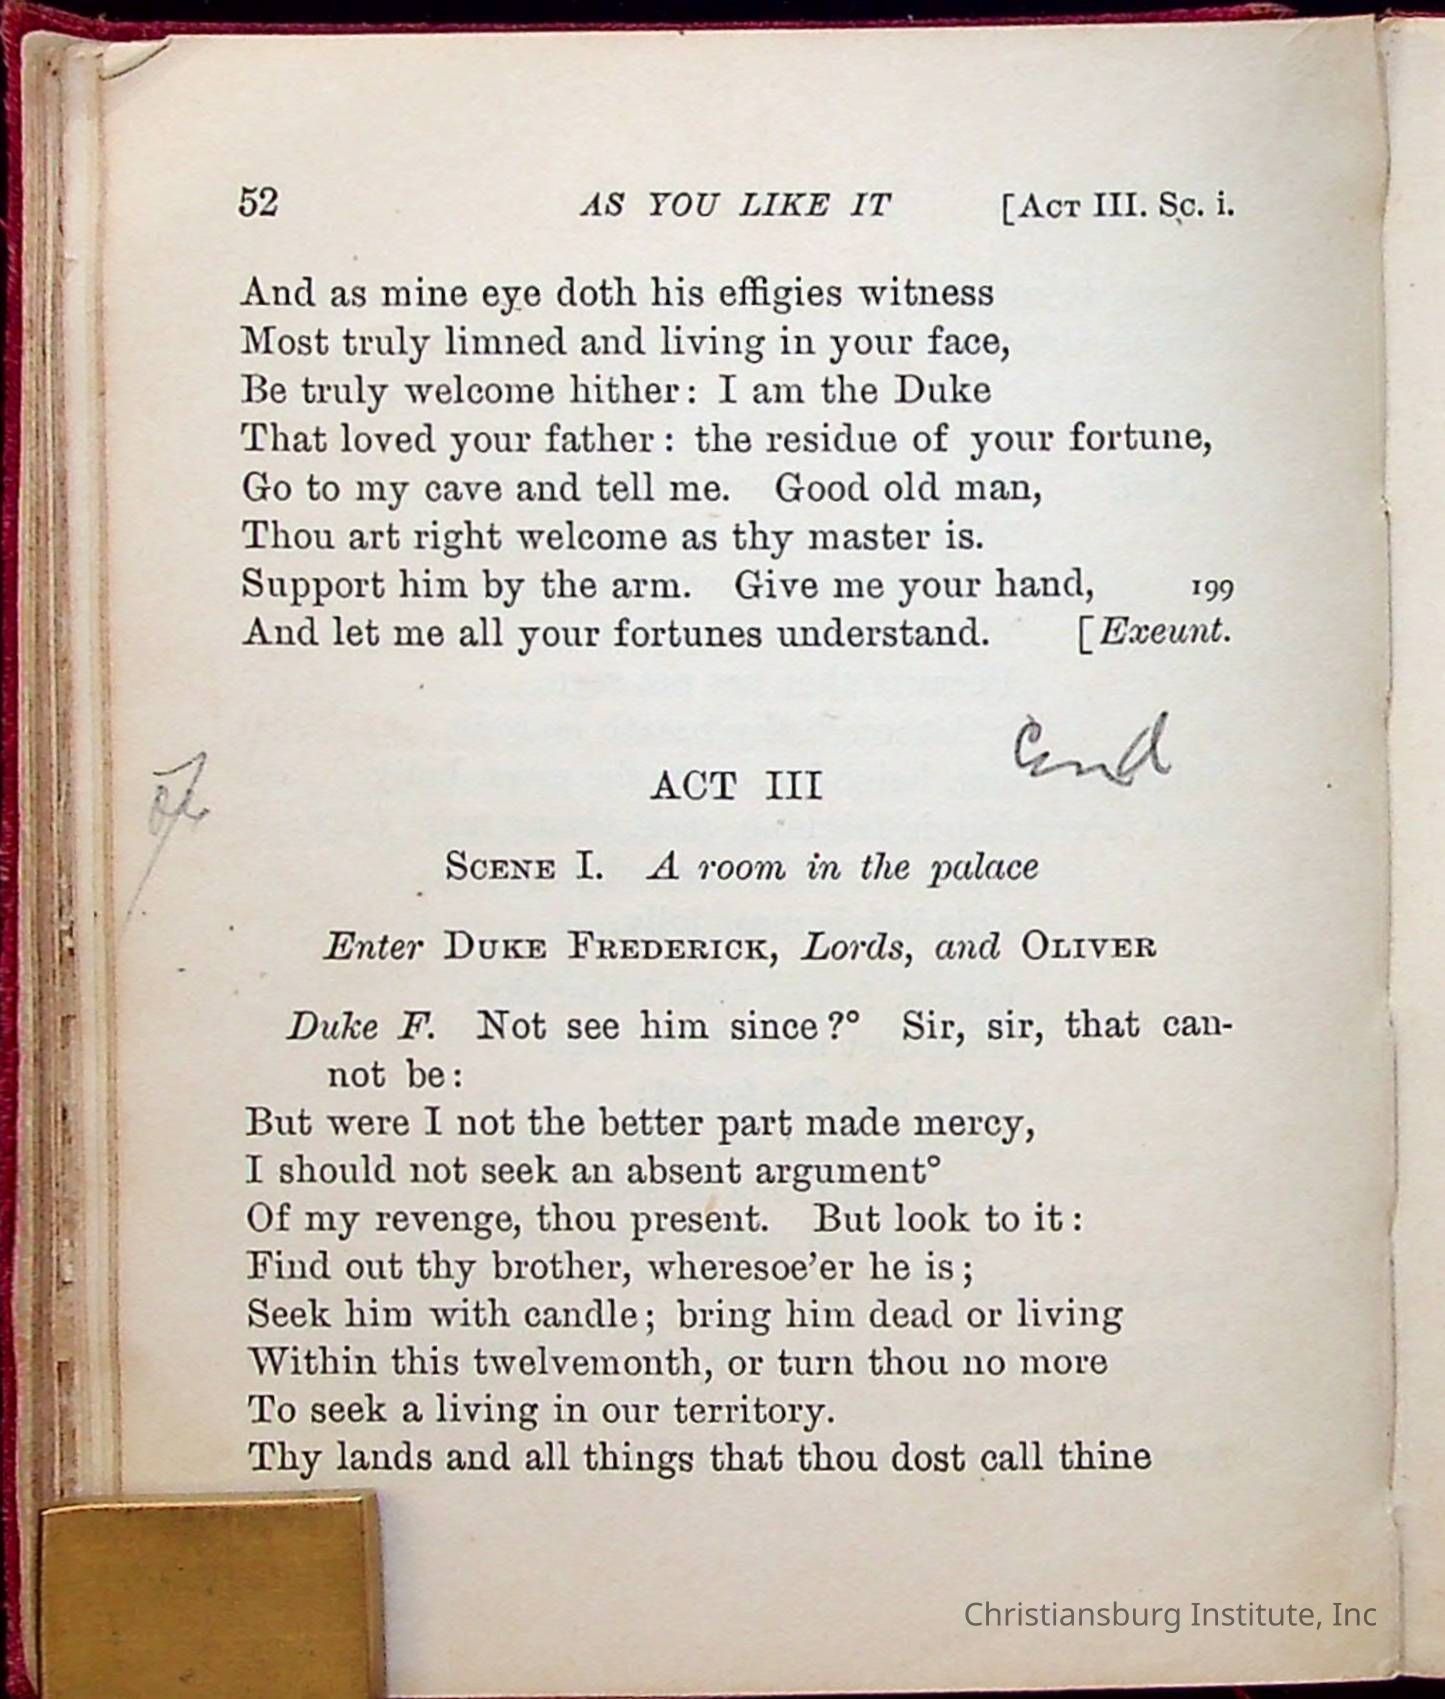 52 AS YOU LIKE IT [ACT III. Sc. i.
And as mine eye doth his effigies witness
Most truly limned and living in your face,
Be truly welcome hither: I am the Duke
That loved your father: the residue of your fortune,
Go to my cave and tell me. Good old man,
Thou art right welcome as thy master is.
Support him by the arm. Give me your hand, 199
And let me all your fortunes understand. [Exeunt.
ACT III
SCENE I. A room in the palace
Enter DUKE FREDERICK, Lords, and OLIVER
Duke F. Not see him since?° Sir, sir, that can-
not be:
But were I not the better part made mercy,
I should not seek an absent argument°
Of my revenge, thou present. But look to it:
Find out thy brother, wheresoe'er he is;
Seek him with candle; bring him dead or living
Within this twelvemonth, or turn thou no more
To seek a living in our territory.
Thy lands and all things that thou dost call thine
Christiansburg Institute, Inc